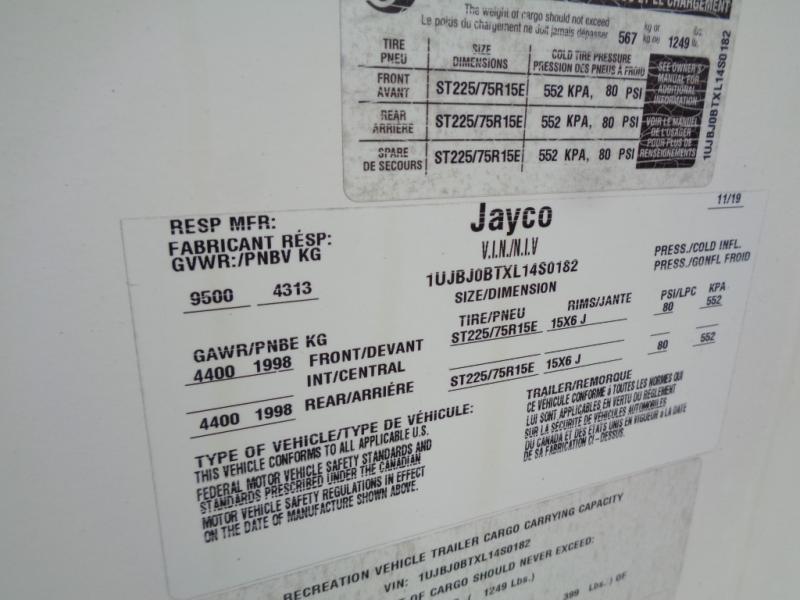 LE CHARGEMENT
The weight of cargo should not exceed
Le poids du chargement ne doit jamais dépasser 567 kg or kg ou 1249 lbs. lb.
TIRE PNEU SIZE DIMENSIONS COLD TIRE PRESSURE PRESSION DES PNEUS À FROID
FRONT AVANT ST225/75R15E 552 KPA, 80 PSI
REAR ARRIÈRE ST225/75R15E 552 KPA, 80 PSI
SPARE DE SECOURS ST225/75R15E 552 KPA, 80 PSI
SEE OWNER'S
MANUAL FOR
ADDITIONAL
INFORMATION
VOIR LE MANUEL
DE L'USAGER
POUR PLUS DE
RENSEIGNEMENTS
1UJBJ0BTXL14S0182
11/19
RESP MFR:
FABRICANT RÉSP:
Jayco
V.I.N./N.I.V
1UJBJ0BTXL14S0182
GVWR:/PNBV KG
9500 4313
SIZE/DIMENSION
PRESS./COLD INFL.
PRESS./GONFL FROID
TIRE/PNEU RIMS/JANTE PSI/LPC KPA
GAWR/PNBE KG
4400 1998 FRONT/DEVANT ST225/75R15E 15X6 J 80 552
INT/CENTRAL
4400 1998 REAR/ARRIÈRE ST225/75R15E 15X6 J 80 552
TYPE OF VEHICLE/TYPE DE VÉHICULE:
THIS VEHICLE CONFORMS TO ALL APPLICABLE U.S.
FEDERAL MOTOR VEHICLE SAFETY STANDARDS AND
STANDARDS PRESCRIBED UNDER THE CANADIAN
MOTOR VEHICLE SAFETY REGULATIONS IN EFFECT
ON THE DATE OF MANUFACTURE SHOWN ABOVE.
TRAILER/REMORQUE
CE VÉHICULE CONFORME À TOUTES LES NORMES QUI
LUI SONT APPLICABLES EN VERTU DU RÈGLEMENT
SUR LA SÉCURITÉ DE VÉHICULES AUTOMOBILES
DU CANADA ET DES ÉTATS UNIS EN VIGUEUR À LA DATE
DE SA FABRICATION CI-DESSUS.
RECREATION VEHICLE TRAILER CARGO CARRYING CAPACITY
VIN: 1UJBJ0BTXL14S0182
OF CARGO SHOULD NEVER EXCEED:
( 1249 Lbs.)
399 Lbs.) OF